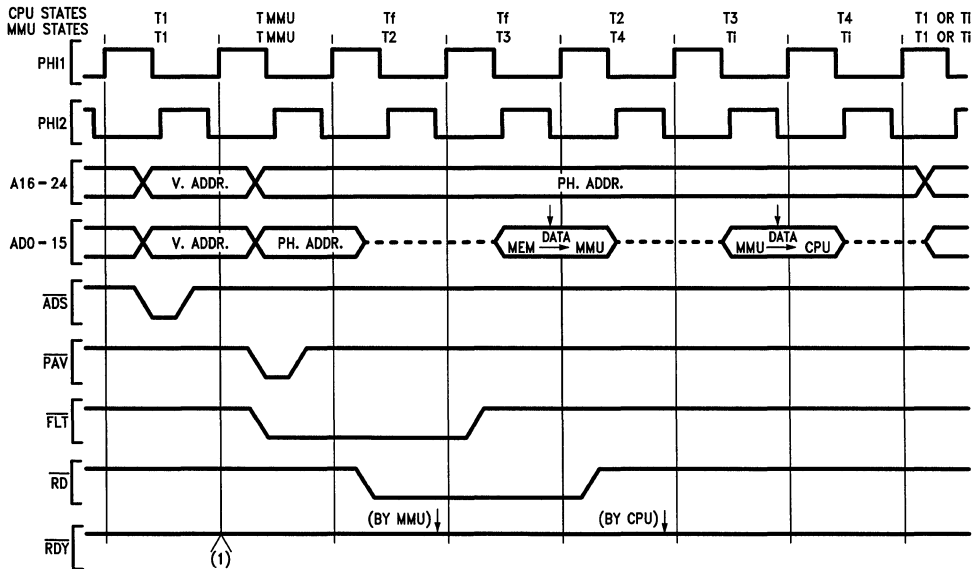 CPU STATES T1 T MMU Tf Tf T2 T3 T4 T1 OR Ti
MMU STATES T1 T MMU T2 T3 T4 Ti Ti T1 OR Ti
PHI1
PHI2
A16-24 V. ADDR. PH. ADDR.
AD0-15 V. ADDR. PH. ADDR. DATA MEM → MMU DATA MMU → CPU
ADS
PAV
FLT
RD
(BY MMU) (BY CPU)
RDY
(1)